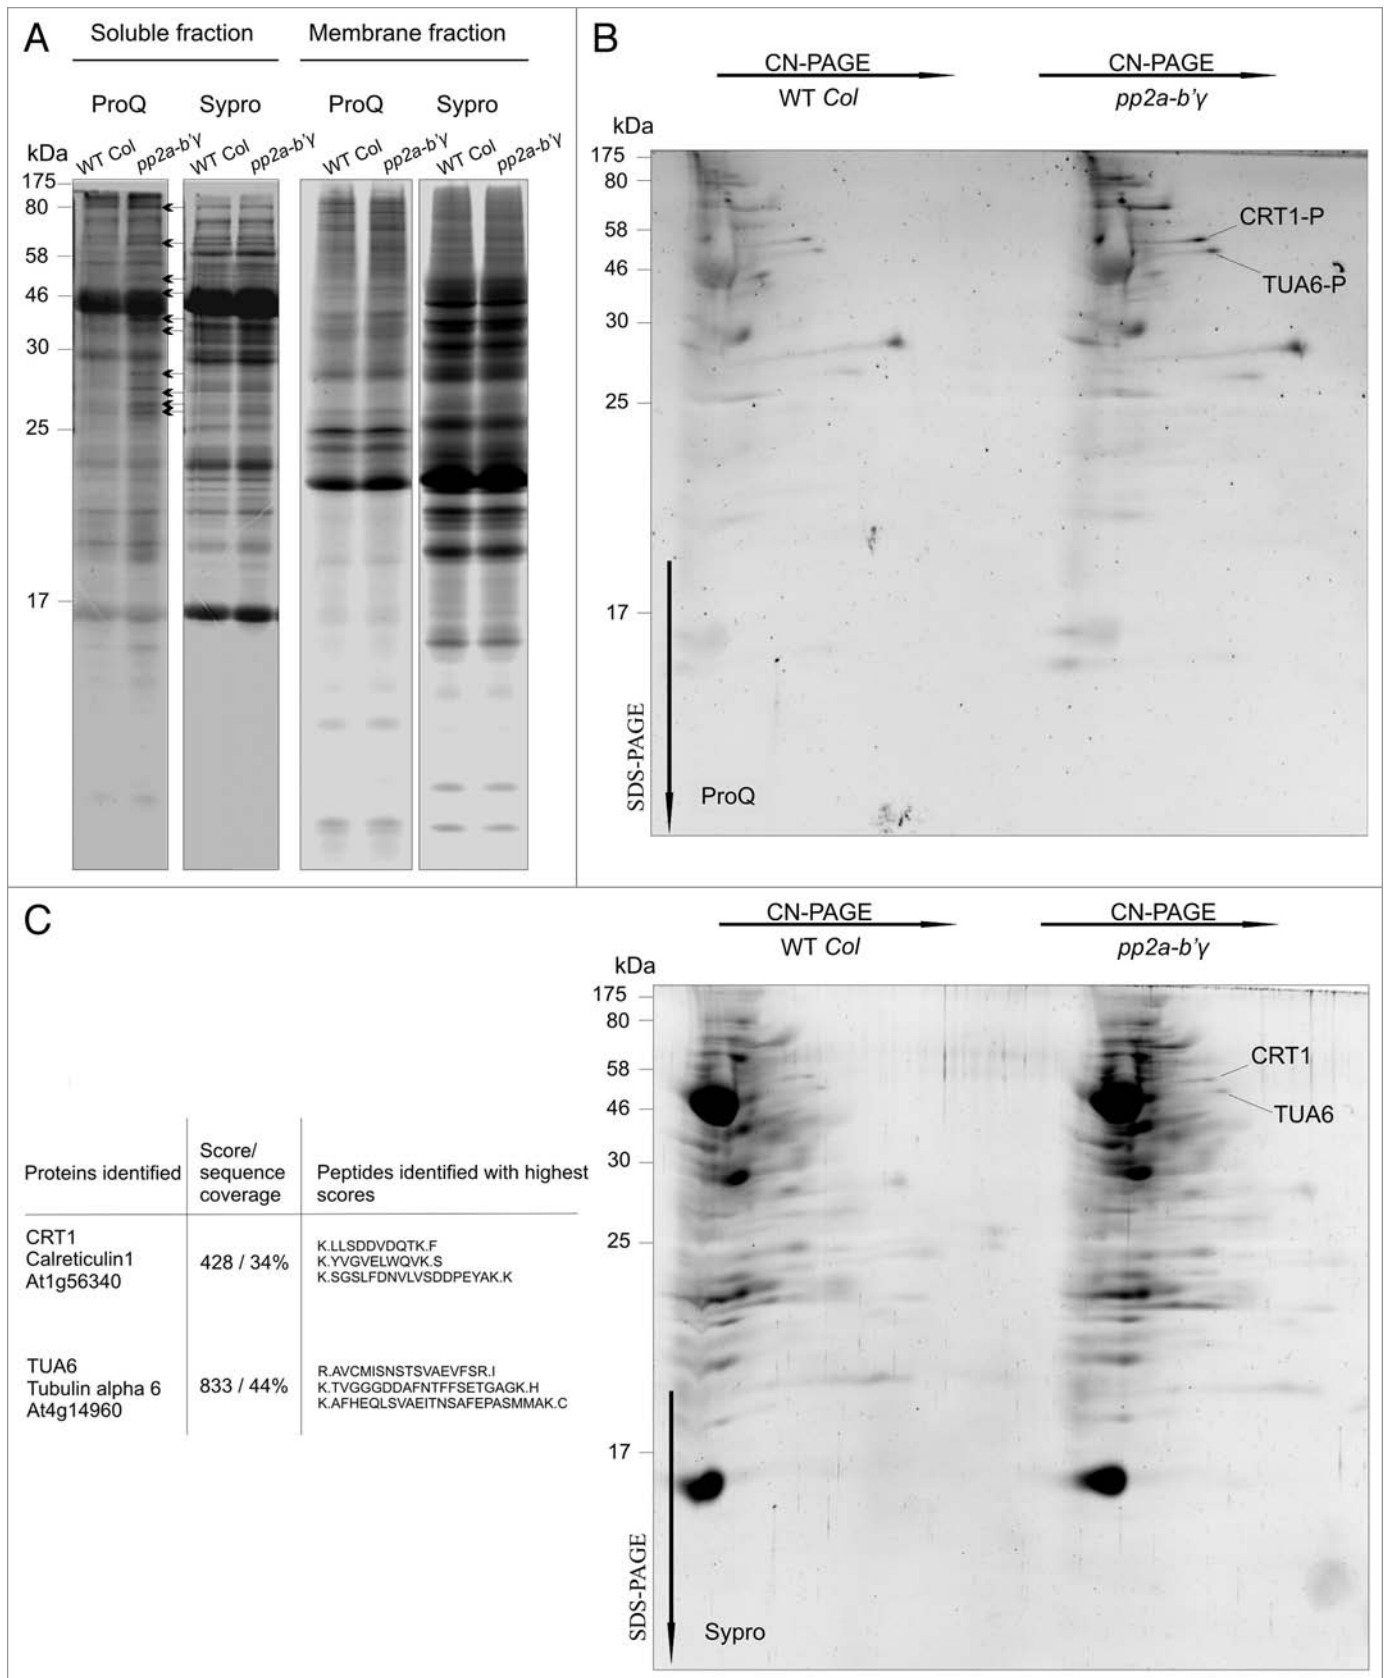 A
Soluble fraction
Membrane fraction
ProQ
Sypro
ProQ
Sypro
kDa
WT Col
pp2a-b'γ
WT Col
pp2a-b'γ
WT Col
pp2a-b'γ
WT Col
pp2a-b'γ
175
80
58
46
30
25
17
B
CN-PAGE
CN-PAGE
WT Col
pp2a-b'γ
kDa
175
80
58
46
30
25
17
CRT1-P
TUA6-P
SDS-PAGE
ProQ
C
CN-PAGE
CN-PAGE
WT Col
pp2a-b'γ
kDa
175
80
58
46
30
25
17
CRT1
TUA6
SDS-PAGE
Sypro
Proteins identified
Score/
sequence
coverage
Peptides identified with highest
scores
CRT1
Calreticulin1
At1g56340
428 / 34%
K.LLSDDVDQTK.F
K.YVGVELWQVK.S
K.SGSLFDNVLVSDDPEYAK.K
TUA6
Tubulin alpha 6
At4g14960
833 / 44%
R.AVCMISNSTSVAEVFSR.I
K.TVGGGDDAFNTFFSETGAGK.H
K.AFHEQLSVAEITNSAFEPASMMAK.C